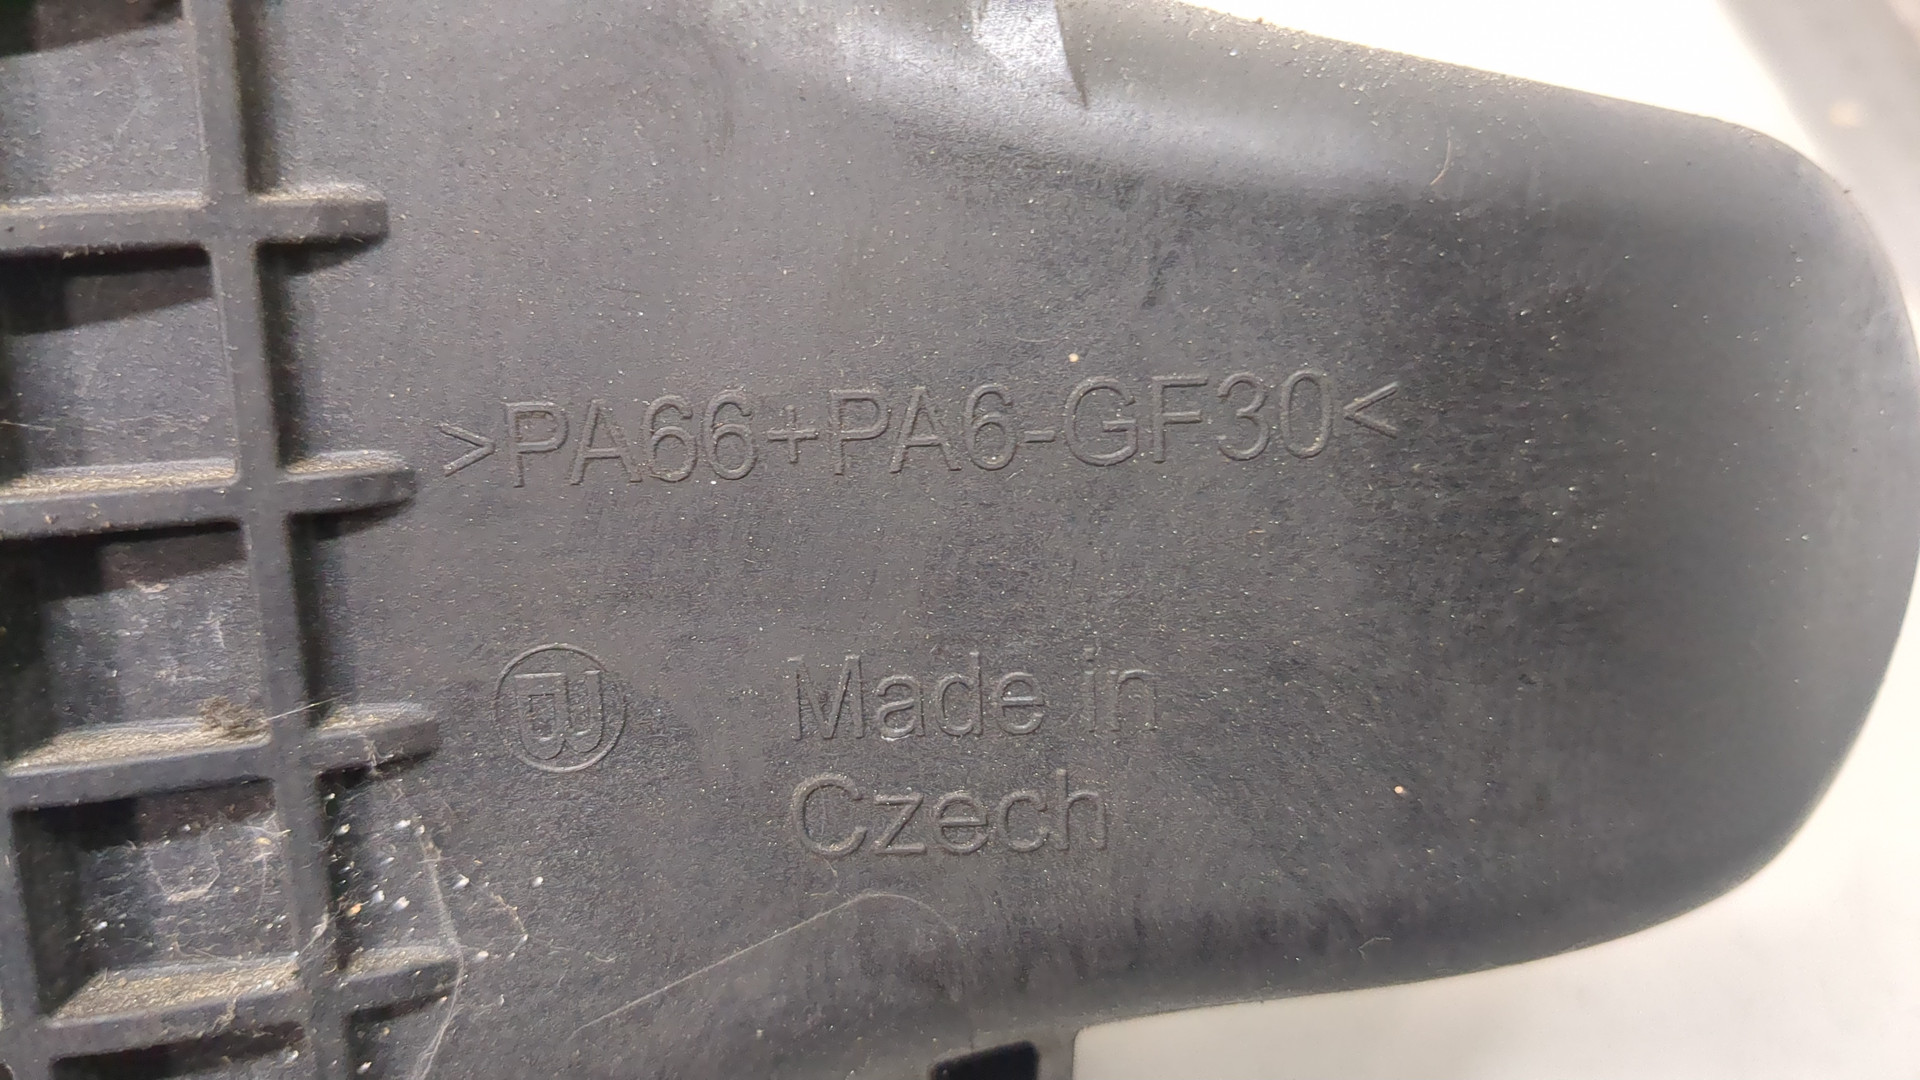 >PA66+PA6-GF30<
Made in
Czech